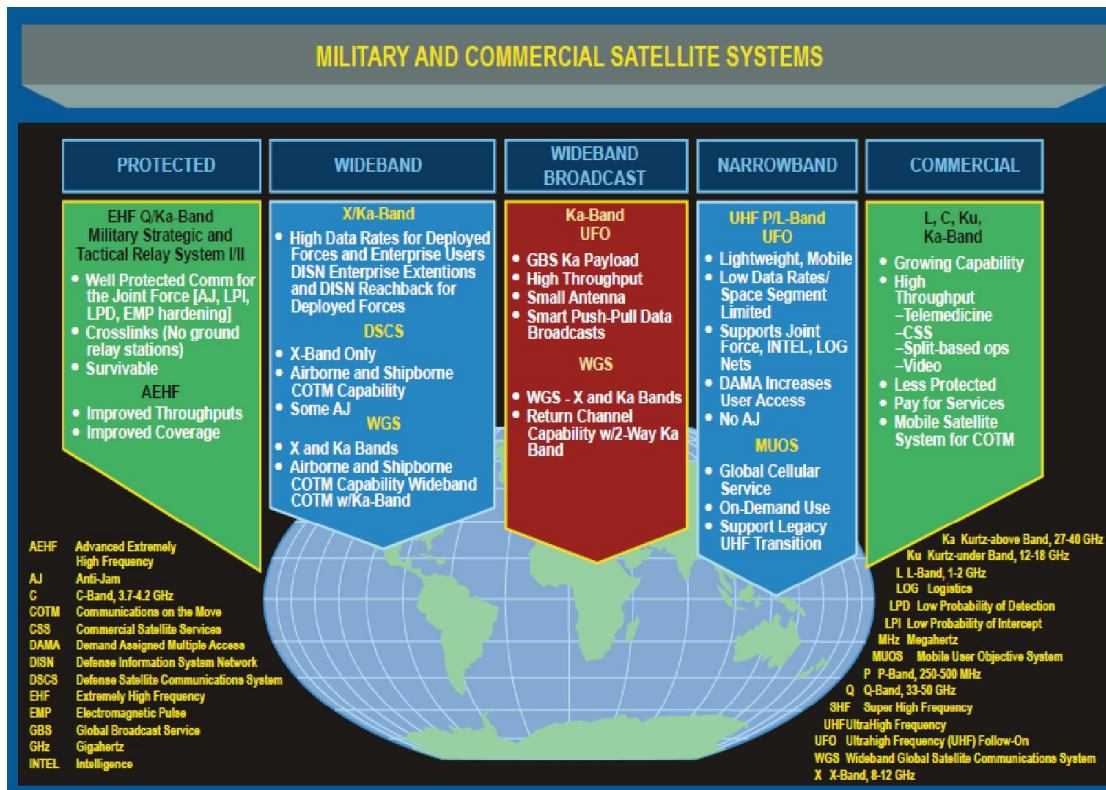 MILITARY AND COMMERCIAL SATELLITE SYSTEMS
PROTECTED
EHF Q/Ka-Band
Military Strategic and
Tactical Relay System I/II
• Well Protected Comm for
the Joint Force [AJ, LPI,
LPD, EMP hardening]
• Crosslinks (No ground
relay stations)
• Survivable
AEHF
• Improved Throughputs
• Improved Coverage
WIDEBAND
X/Ka-Band
• High Data Rates for Deployed
Forces and Enterprise Users
DISN Enterprise Extentions
and DISN Reachback for
Deployed Forces
DSCS
• X-Band Only
• Airborne and Shipborne
COTM Capability
• Some AJ
WGS
• X and Ka Bands
• Airborne and Shipborne
COTM Capability Wideband
COTM w/Ka-Band
WIDEBAND
BROADCAST
Ka-Band
UFO
• GBS Ka Payload
• High Throughput
• Small Antenna
• Smart Push-Pull Data
Broadcasts
WGS
• WGS - X and Ka Bands
• Return Channel
Capability w/2-Way Ka
Band
NARROWBAND
UHF P/L-Band
UFO
• Lightweight, Mobile
• Low Data Rates/
Space Segment
Limited
• Supports Joint
Force, INTEL, LOG
Nets
• DAMA Increases
User Access
• No AJ
MUOS
• Global Cellular
Service
• On-Demand Use
• Support Legacy
UHF Transition
COMMERCIAL
L, C, Ku,
Ka-Band
• Growing Capability
• High
Throughput
–Telemedicine
–CSS
–Split-based ops
–Video
• Less Protected
• Pay for Services
• Mobile Satellite
System for COTM
AEHF Advanced Extremely
High Frequency
AJ Anti-Jam
C C-Band, 3.7-4.2 GHz
COTM Communications on the Move
CSS Commercial Satellite Services
DAMA Demand Assigned Multiple Access
DISN Defense Information System Network
DSCS Defense Satellite Communications System
EHF Extremely High Frequency
EMP Electromagnetic Pulse
GBS Global Broadcast Service
GHz Gigahertz
INTEL Intelligence
Ka Kurtz-above Band, 27-40 GHz
Ku Kurtz-under Band, 12-18 GHz
L L-Band, 1-2 GHz
LOG Logistics
LPD Low Probability of Detection
LPI Low Probability of Intercept
MHz Megahertz
MUOS Mobile User Objective System
P P-Band, 250-500 MHz
Q Q-Band, 33-50 GHz
SHF Super High Frequency
UHF UltraHigh Frequency
UFO Ultrahigh Frequency (UHF) Follow-On
WGS Wideband Global Satellite Communications System
X X-Band, 8-12 GHz